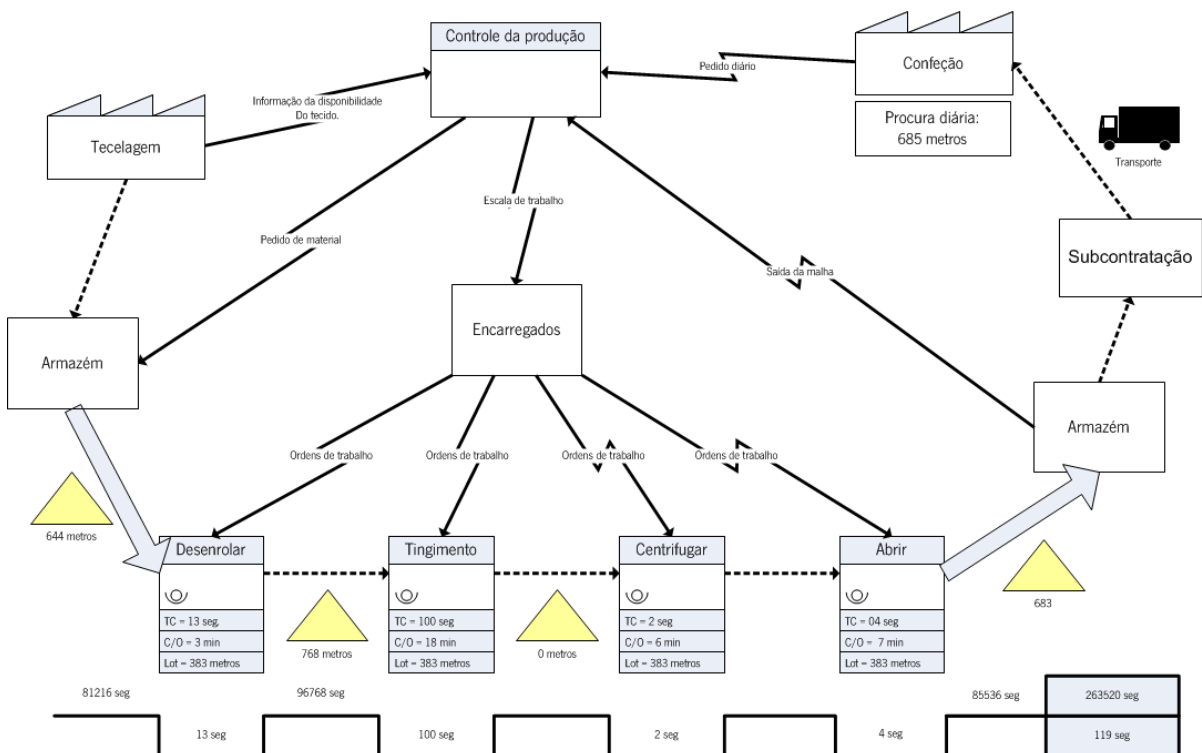 Controle da produção
Confeção
Procura diária:
685 metros
Transporte
Pedido diário
Informação da disponibilidade
Do tecido.
Tecelagem
Escala de trabalho
Pedido de material
Saída da malha
Subcontratação
Encarregados
Armazém
Armazém
Ordens de trabalho
Ordens de trabalho
Ordens de trabalho
Ordens de trabalho
644 metros
Desenrolar
TC = 13 seg.
C/O = 3 min
Lot = 383 metros
768 metros
Tingimento
TC = 100 seg
C/O = 18 min
Lot = 383 metros
0 metros
Centrifugar
TC = 2 seg
C/O = 6 min
Lot = 383 metros
Abrir
TC = 04 seg
C/O = 7 min
Lot = 383 metros
683
81216 seg
96768 seg
85536 seg
263520 seg
13 seg
100 seg
2 seg
4 seg
119 seg